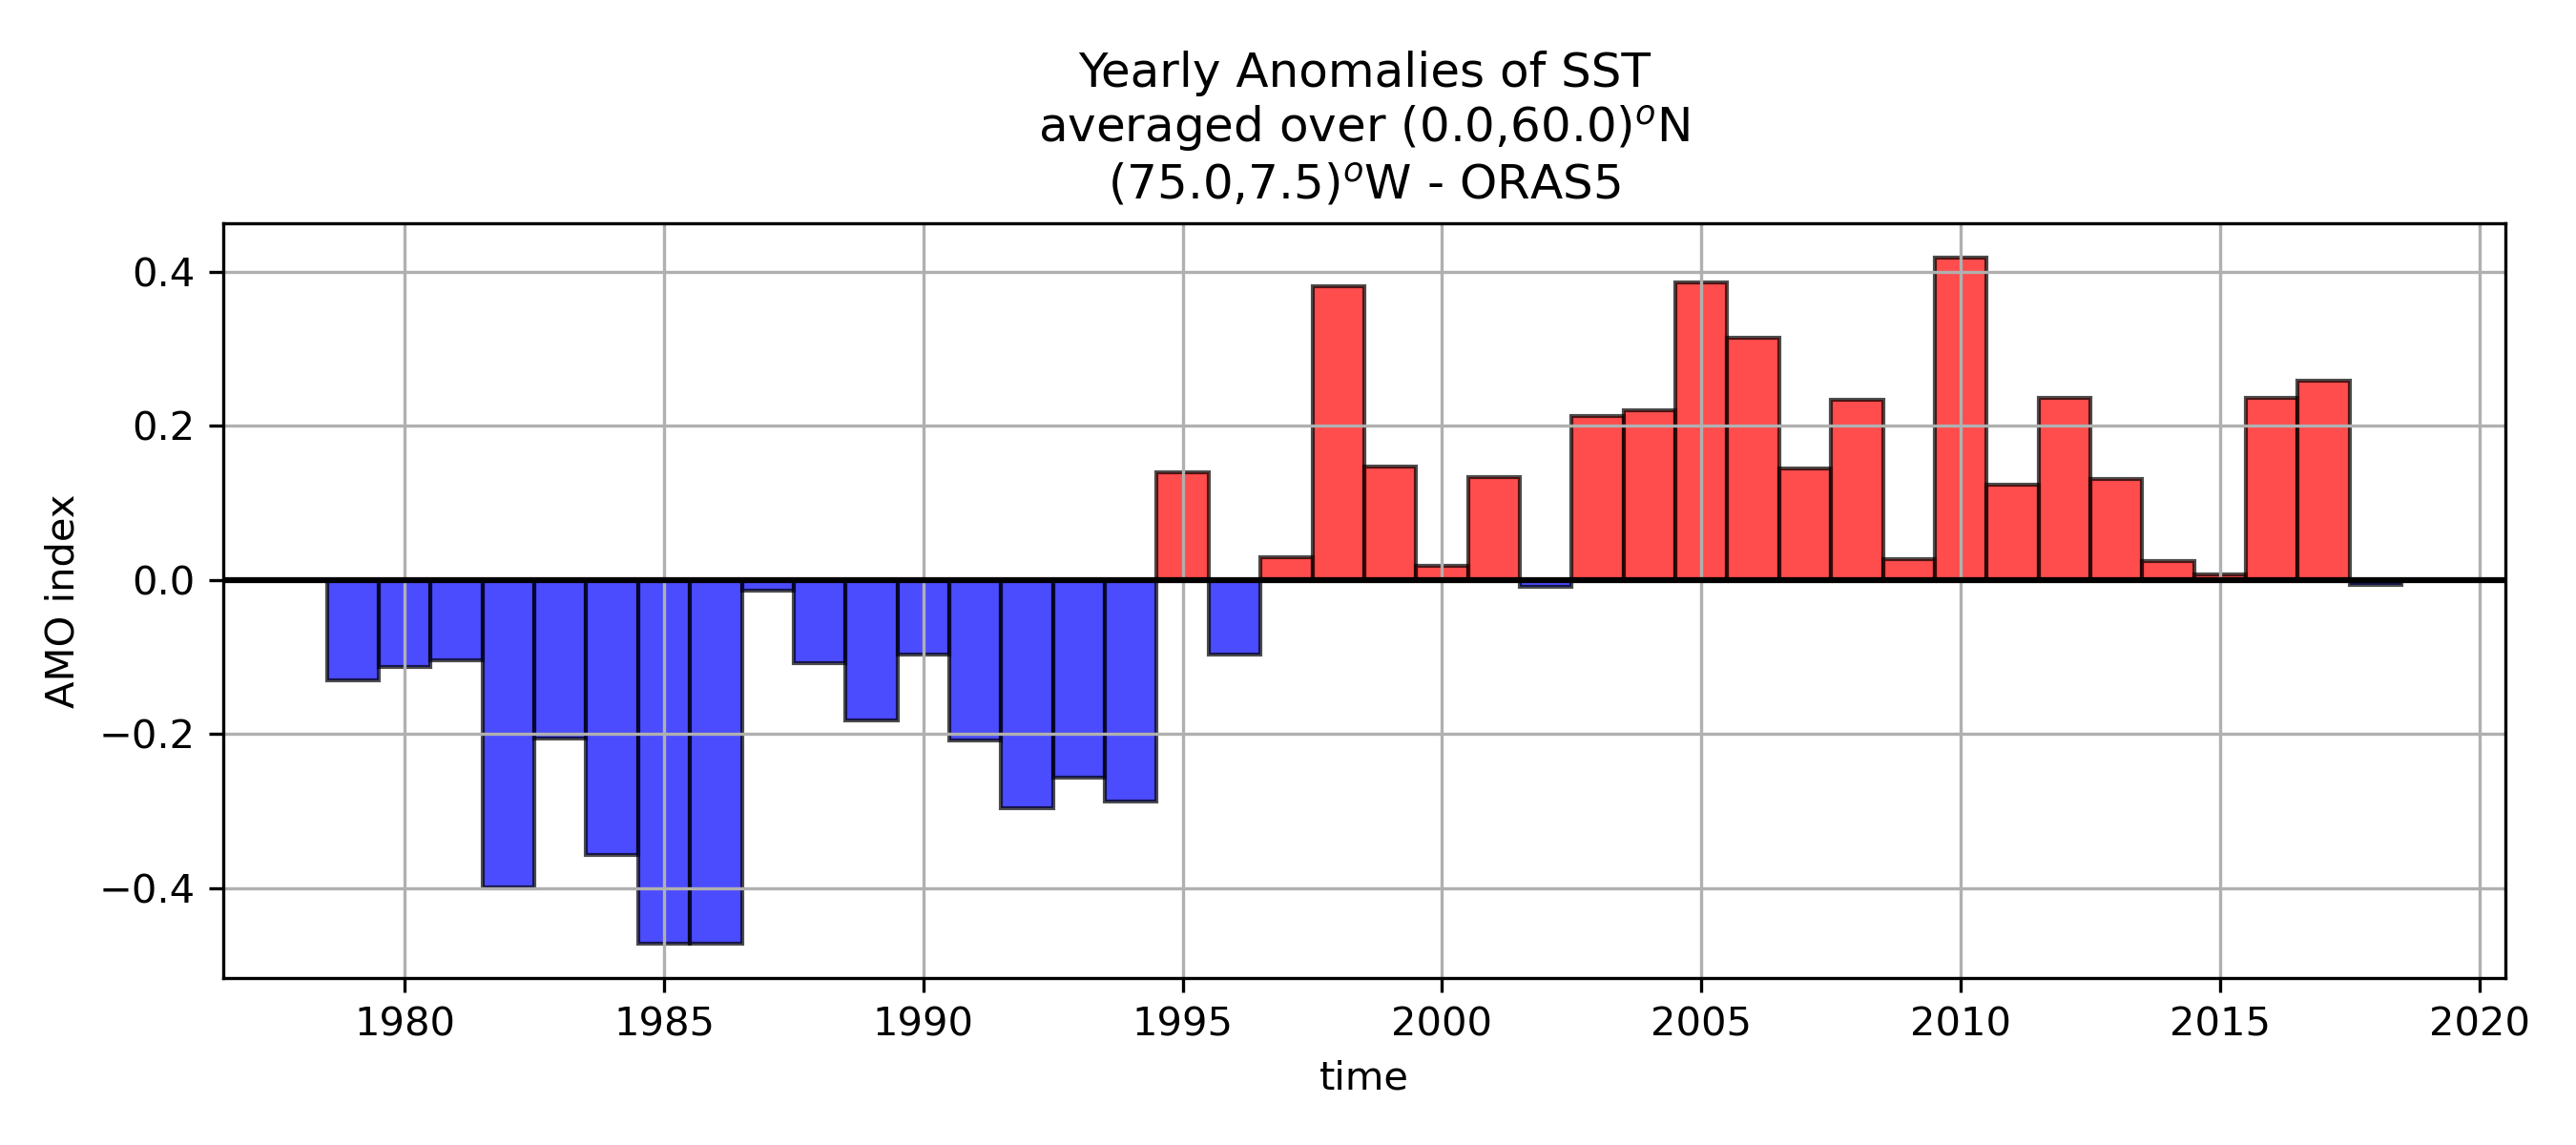 Yearly Anomalies of SST
averaged over (0.0,60.0)ᵒN
(75.0,7.5)ᵒW - ORAS5
AMO index
0.4
0.2
0.0
−0.2
−0.4
1980 1985 1990 1995 2000 2005 2010 2015 2020
time